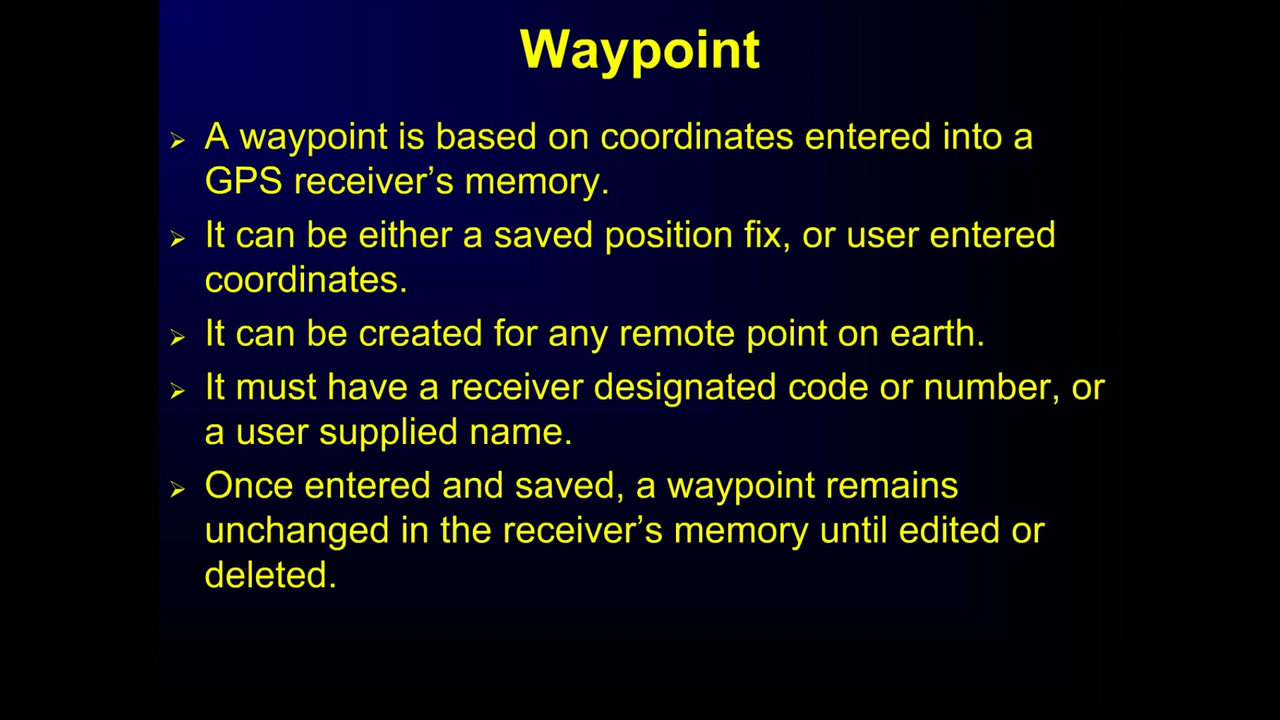 Waypoint
➢ A waypoint is based on coordinates entered into a
GPS receiver’s memory.
➢ It can be either a saved position fix, or user entered
coordinates.
➢ It can be created for any remote point on earth.
➢ It must have a receiver designated code or number, or
a user supplied name.
➢ Once entered and saved, a waypoint remains
unchanged in the receiver’s memory until edited or
deleted.